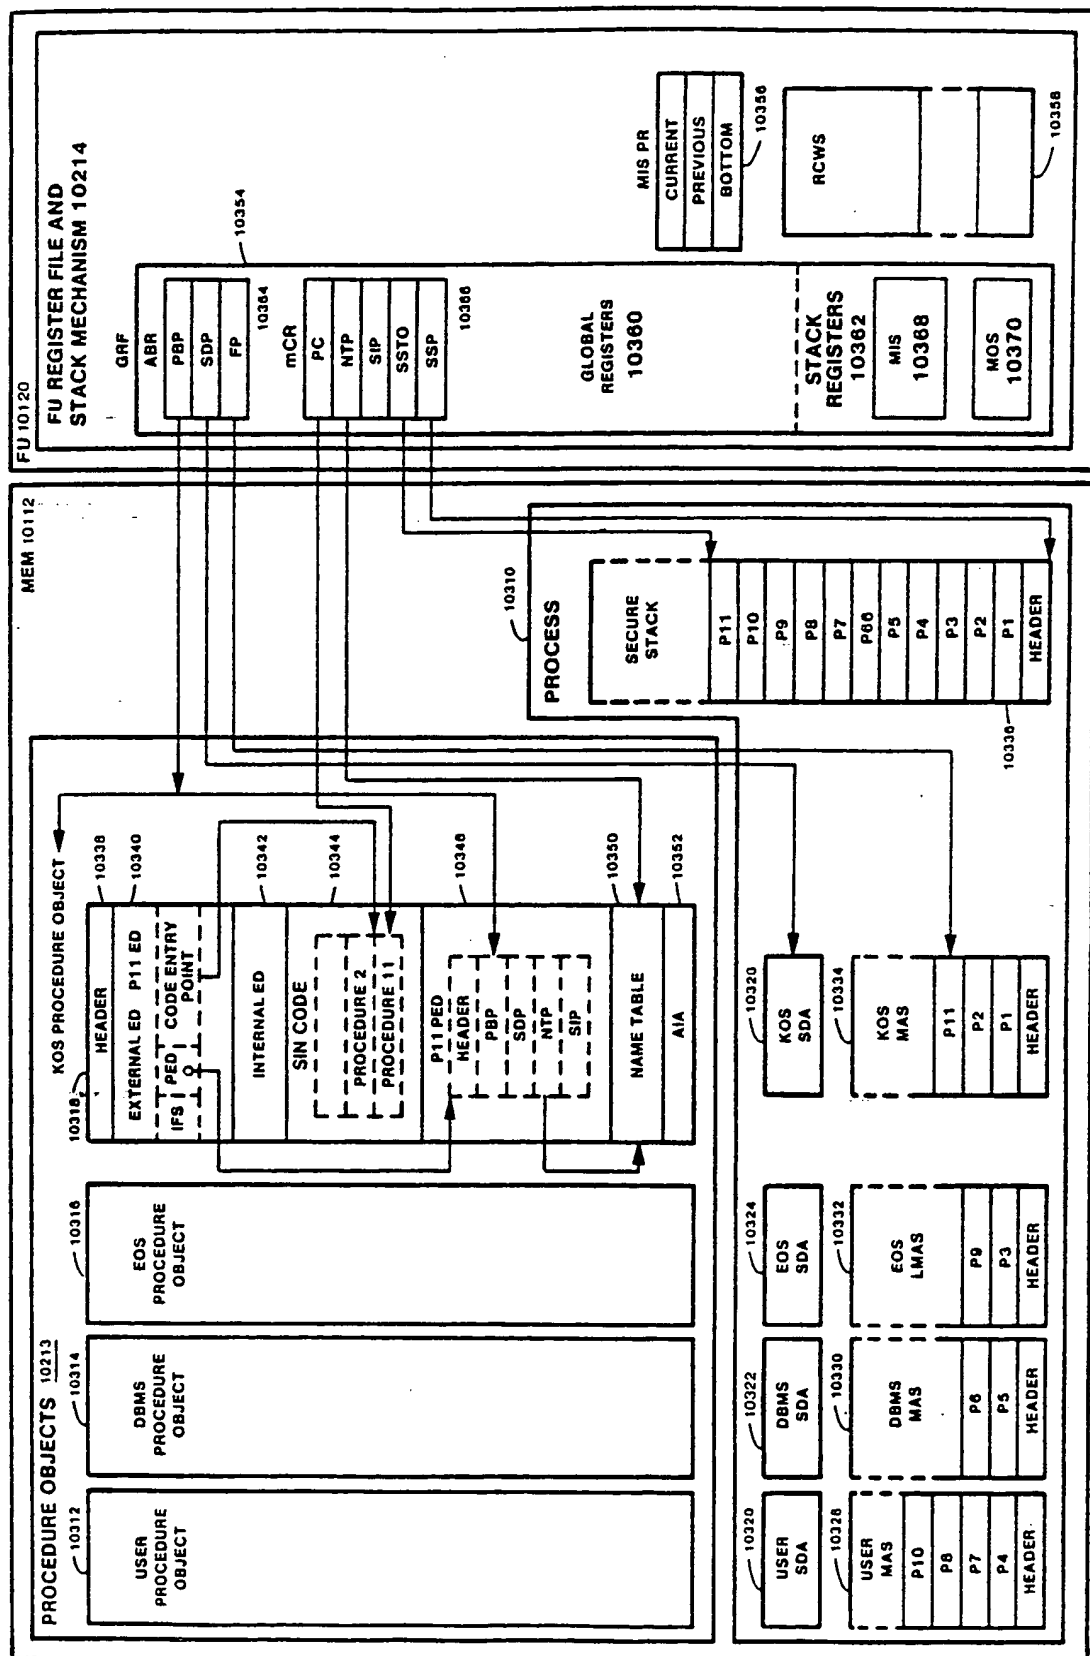 FU 10120
FU REGISTER FILE AND
STACK MECHANISM 10214
10354
GRF
ABR
PBP
SDP
FP
10364
mCR
PC
NTP
SIP
SSTO
SSP
10366
GLOBAL
REGISTERS
10360
STACK
REGISTERS
10362
MIS
10368
MOS
10370
MIS PR
CURRENT
PREVIOUS
BOTTOM
10356
RCWS
10358
MEM 10112
PROCEDURE OBJECTS 10213
10312
USER
PROCEDURE
OBJECT
10314
DBMS
PROCEDURE
OBJECT
10316
EOS
PROCEDURE
OBJECT
KOS PROCEDURE OBJECT
10318
HEADER
10338
EXTERNAL ED P11 ED
10340
IFS
PED
CODE ENTRY
POINT
INTERNAL ED
10342
SIN CODE
10344
PROCEDURE 2
PROCEDURE 11
P11 PED
10346
HEADER
PBP
SDP
NTP
SIP
NAME TABLE
10350
AIA
10352
10310
PROCESS
SECURE
STACK
P11
P10
P9
P8
P7
P66
P5
P4
P3
P2
P1
HEADER
10336
10320
USER
SDA
10322
DBMS
SDA
10324
EOS
SDA
10320
KOS
SDA
10328
USER
MAS
P10
P8
P7
P4
HEADER
10330
DBMS
MAS
P6
P5
HEADER
10332
EOS
LMAS
P9
P3
HEADER
10334
KOS
MAS
P11
P2
P1
HEADER